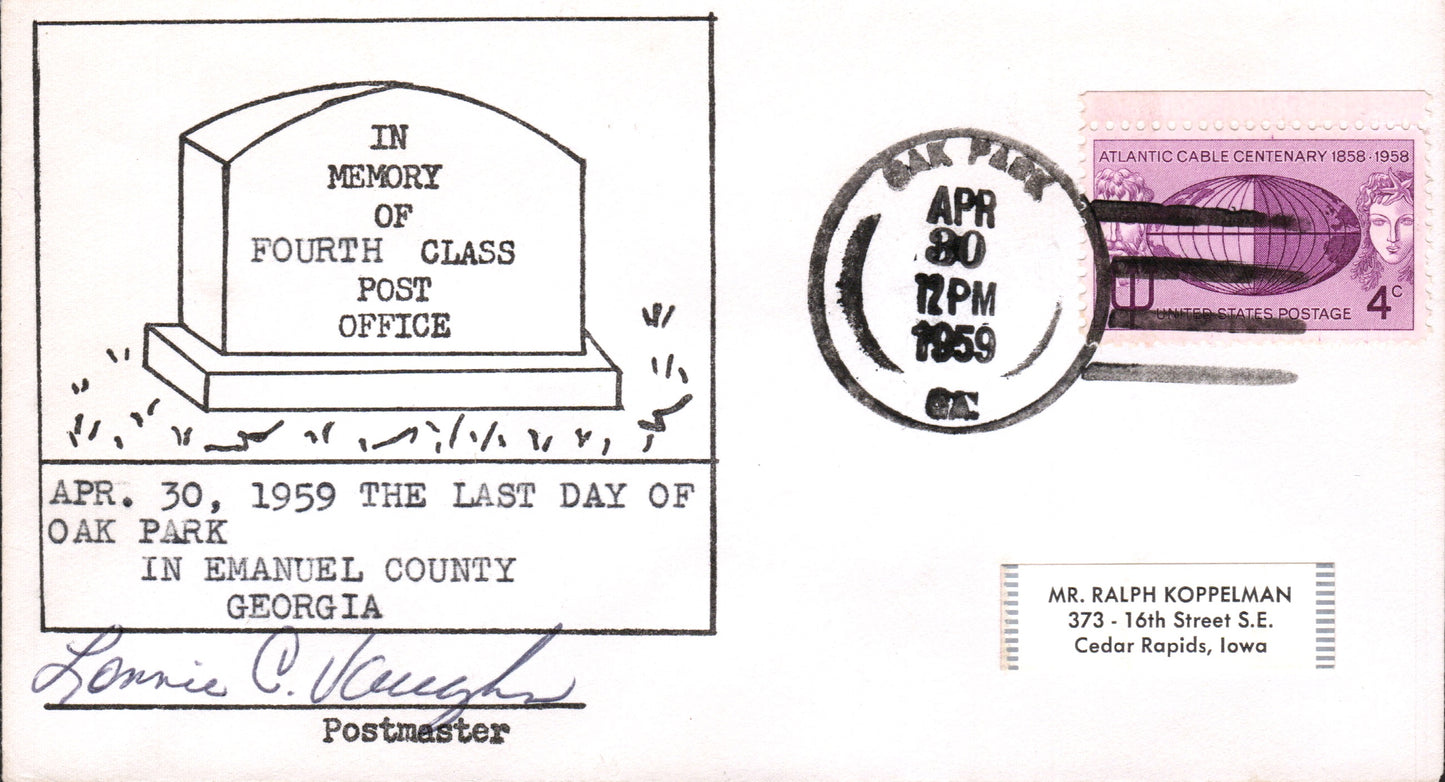 IN
MEMORY
OF
FOURTH CLASS
POST
OFFICE
APR. 30, 1959 THE LAST DAY OF
OAK PARK
IN EMANUEL COUNTY
GEORGIA
Lonnie C. Vaughn
Postmaster
OAK PARK
APR
30
12 PM
1959
GA.
ATLANTIC CABLE CENTENARY 1858-1958
UNITED STATES POSTAGE 4c
MR. RALPH KOPPELMAN
373 - 16th Street S.E.
Cedar Rapids, Iowa